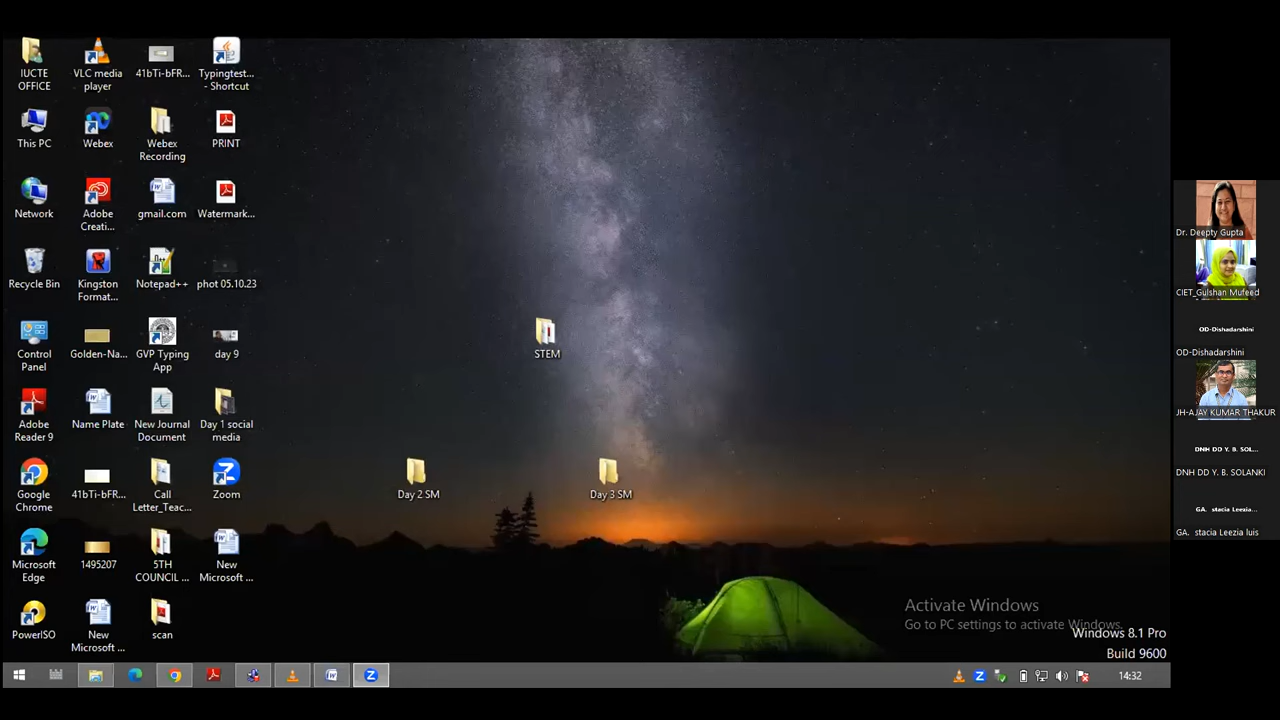 IUCTE
OFFICE
VLC media
player
41bTi-bFR...
Typingtest...
- Shortcut
This PC
Webex
Webex
Recording
PRINT
Network
Adobe
Creati...
gmail.com
Watermark...
Recycle Bin
Kingston
Format...
Notepad++
phot 05.10.23
Control
Panel
Golden-Na...
GVP Typing
App
day 9
STEM
Adobe
Reader 9
Name Plate
New Journal
Document
Day 1 social
media
Google
Chrome
41bTi-bFR...
Call
Letter_Teac...
Zoom
Day 2 SM
Day 3 SM
Microsoft
Edge
1495207
5TH
COUNCIL ...
New
Microsoft ...
PowerISO
New
Microsoft ...
scan
Activate Windows
Go to PC settings to activate Windows.
Windows 8.1 Pro
Build 9600
14:32
Dr. Deepty Gupta
CIET_Gulshan Mufeed
OD-Dishadarshini
OD-Dishadarshini
JH-AJAY KUMAR THAKUR
DNH DD Y. B. SOL...
DNH DD Y. B. SOLANKI
GA. stacia Leezia...
GA. stacia Leezia luis